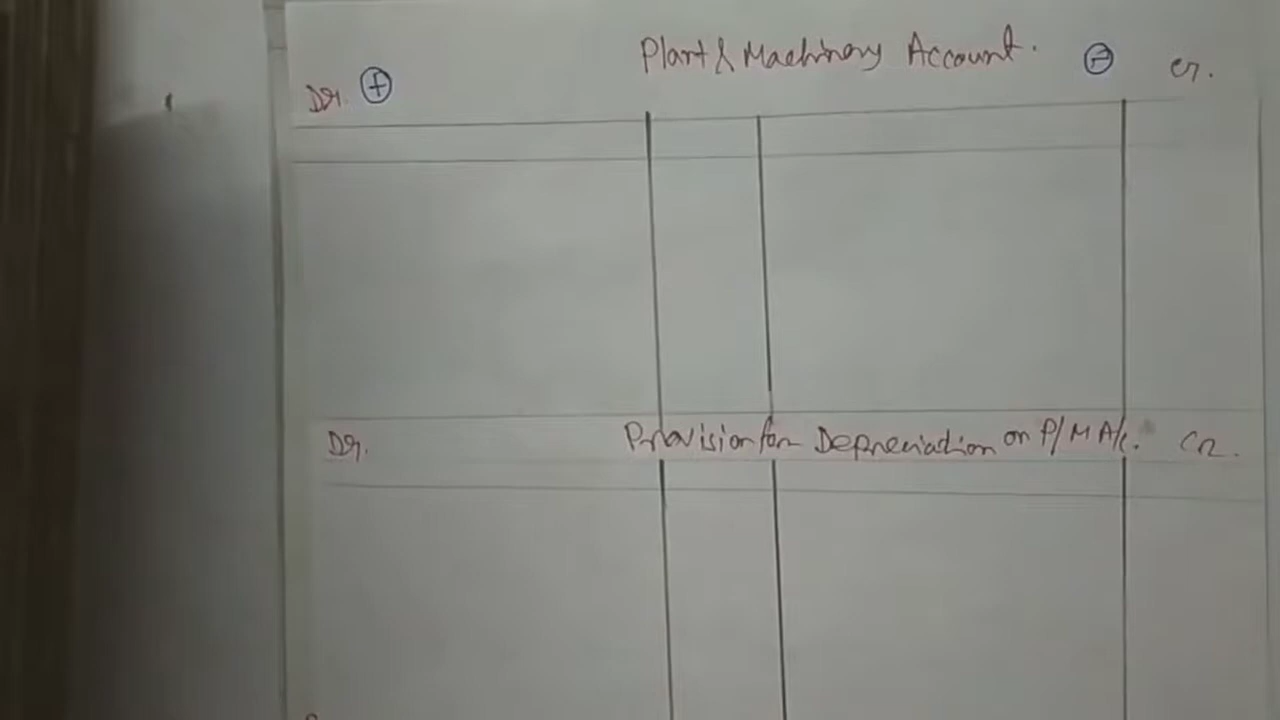 Plant & Machinery Account. ⊖ Cr.
Dr. ⊕
Dr. Provision for Depreciation on P/M A/c. Cr.